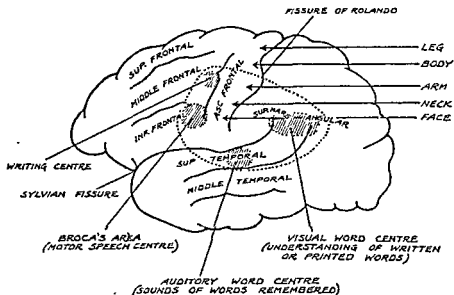 FISSURE OF ROLANDO
LEG
BODY
ARM
NECK
FACE
SUP. FRONTAL
MIDDLE FRONTAL
INF. FRONTAL
ASC FRONTAL
SUPMARG
ANGULAR
SUP TEMPORAL
MIDDLE TEMPORAL
WRITING CENTRE
SYLVIAN FISSURE
BROCA'S AREA
(MOTOR SPEECH CENTRE)
VISUAL WORD CENTRE
(UNDERSTANDING OF WRITTEN
OR PRINTED WORDS)
AUDITORY WORD CENTRE
(SOUNDS OF WORDS REMEMBERED)